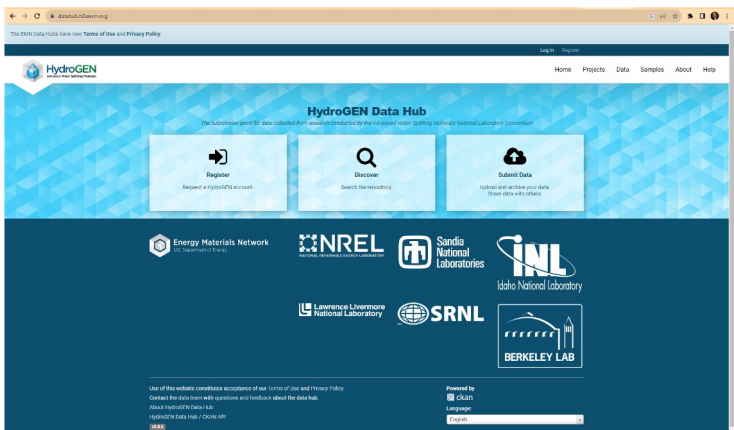 datahub.h2awsm.org
The EMN Data Hubs have new Terms of Use and Privacy Policy.
Log in Register
HydroGEN
Advanced Water Splitting Materials
Home Projects Data Samples About Help
HydroGEN Data Hub
The submission point for data collected from research conducted by the Advanced Water Splitting Materials National Laboratory Consortium
Register
Request a HydroGEN account
Discover
Search the repository
Submit Data
Upload and archive your data.
Share data with others.
Energy Materials Network
U.S. Department of Energy
NREL
NATIONAL RENEWABLE ENERGY LABORATORY
Sandia
National
Laboratories
INL
Idaho National Laboratory
Lawrence Livermore
National Laboratory
SRNL
BERKELEY LAB
Use of this website constitutes acceptance of our Terms of Use and Privacy Policy
Contact the data team with questions and feedback about the data hub.
About HydroGEN Data Hub
HydroGEN Data Hub / CKAN API
Powered by
ckan
Language:
English